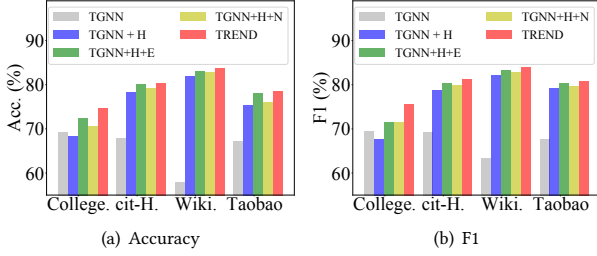 TGNN
TGNN + H
TGNN+H+E
TGNN+H+N
TREND
90
80
70
60
Acc. (%)
College. cit-H. Wiki. Taobao
(a) Accuracy
TGNN
TGNN + H
TGNN+H+E
TGNN+H+N
TREND
90
80
70
60
F1 (%)
College. cit-H. Wiki. Taobao
(b) F1